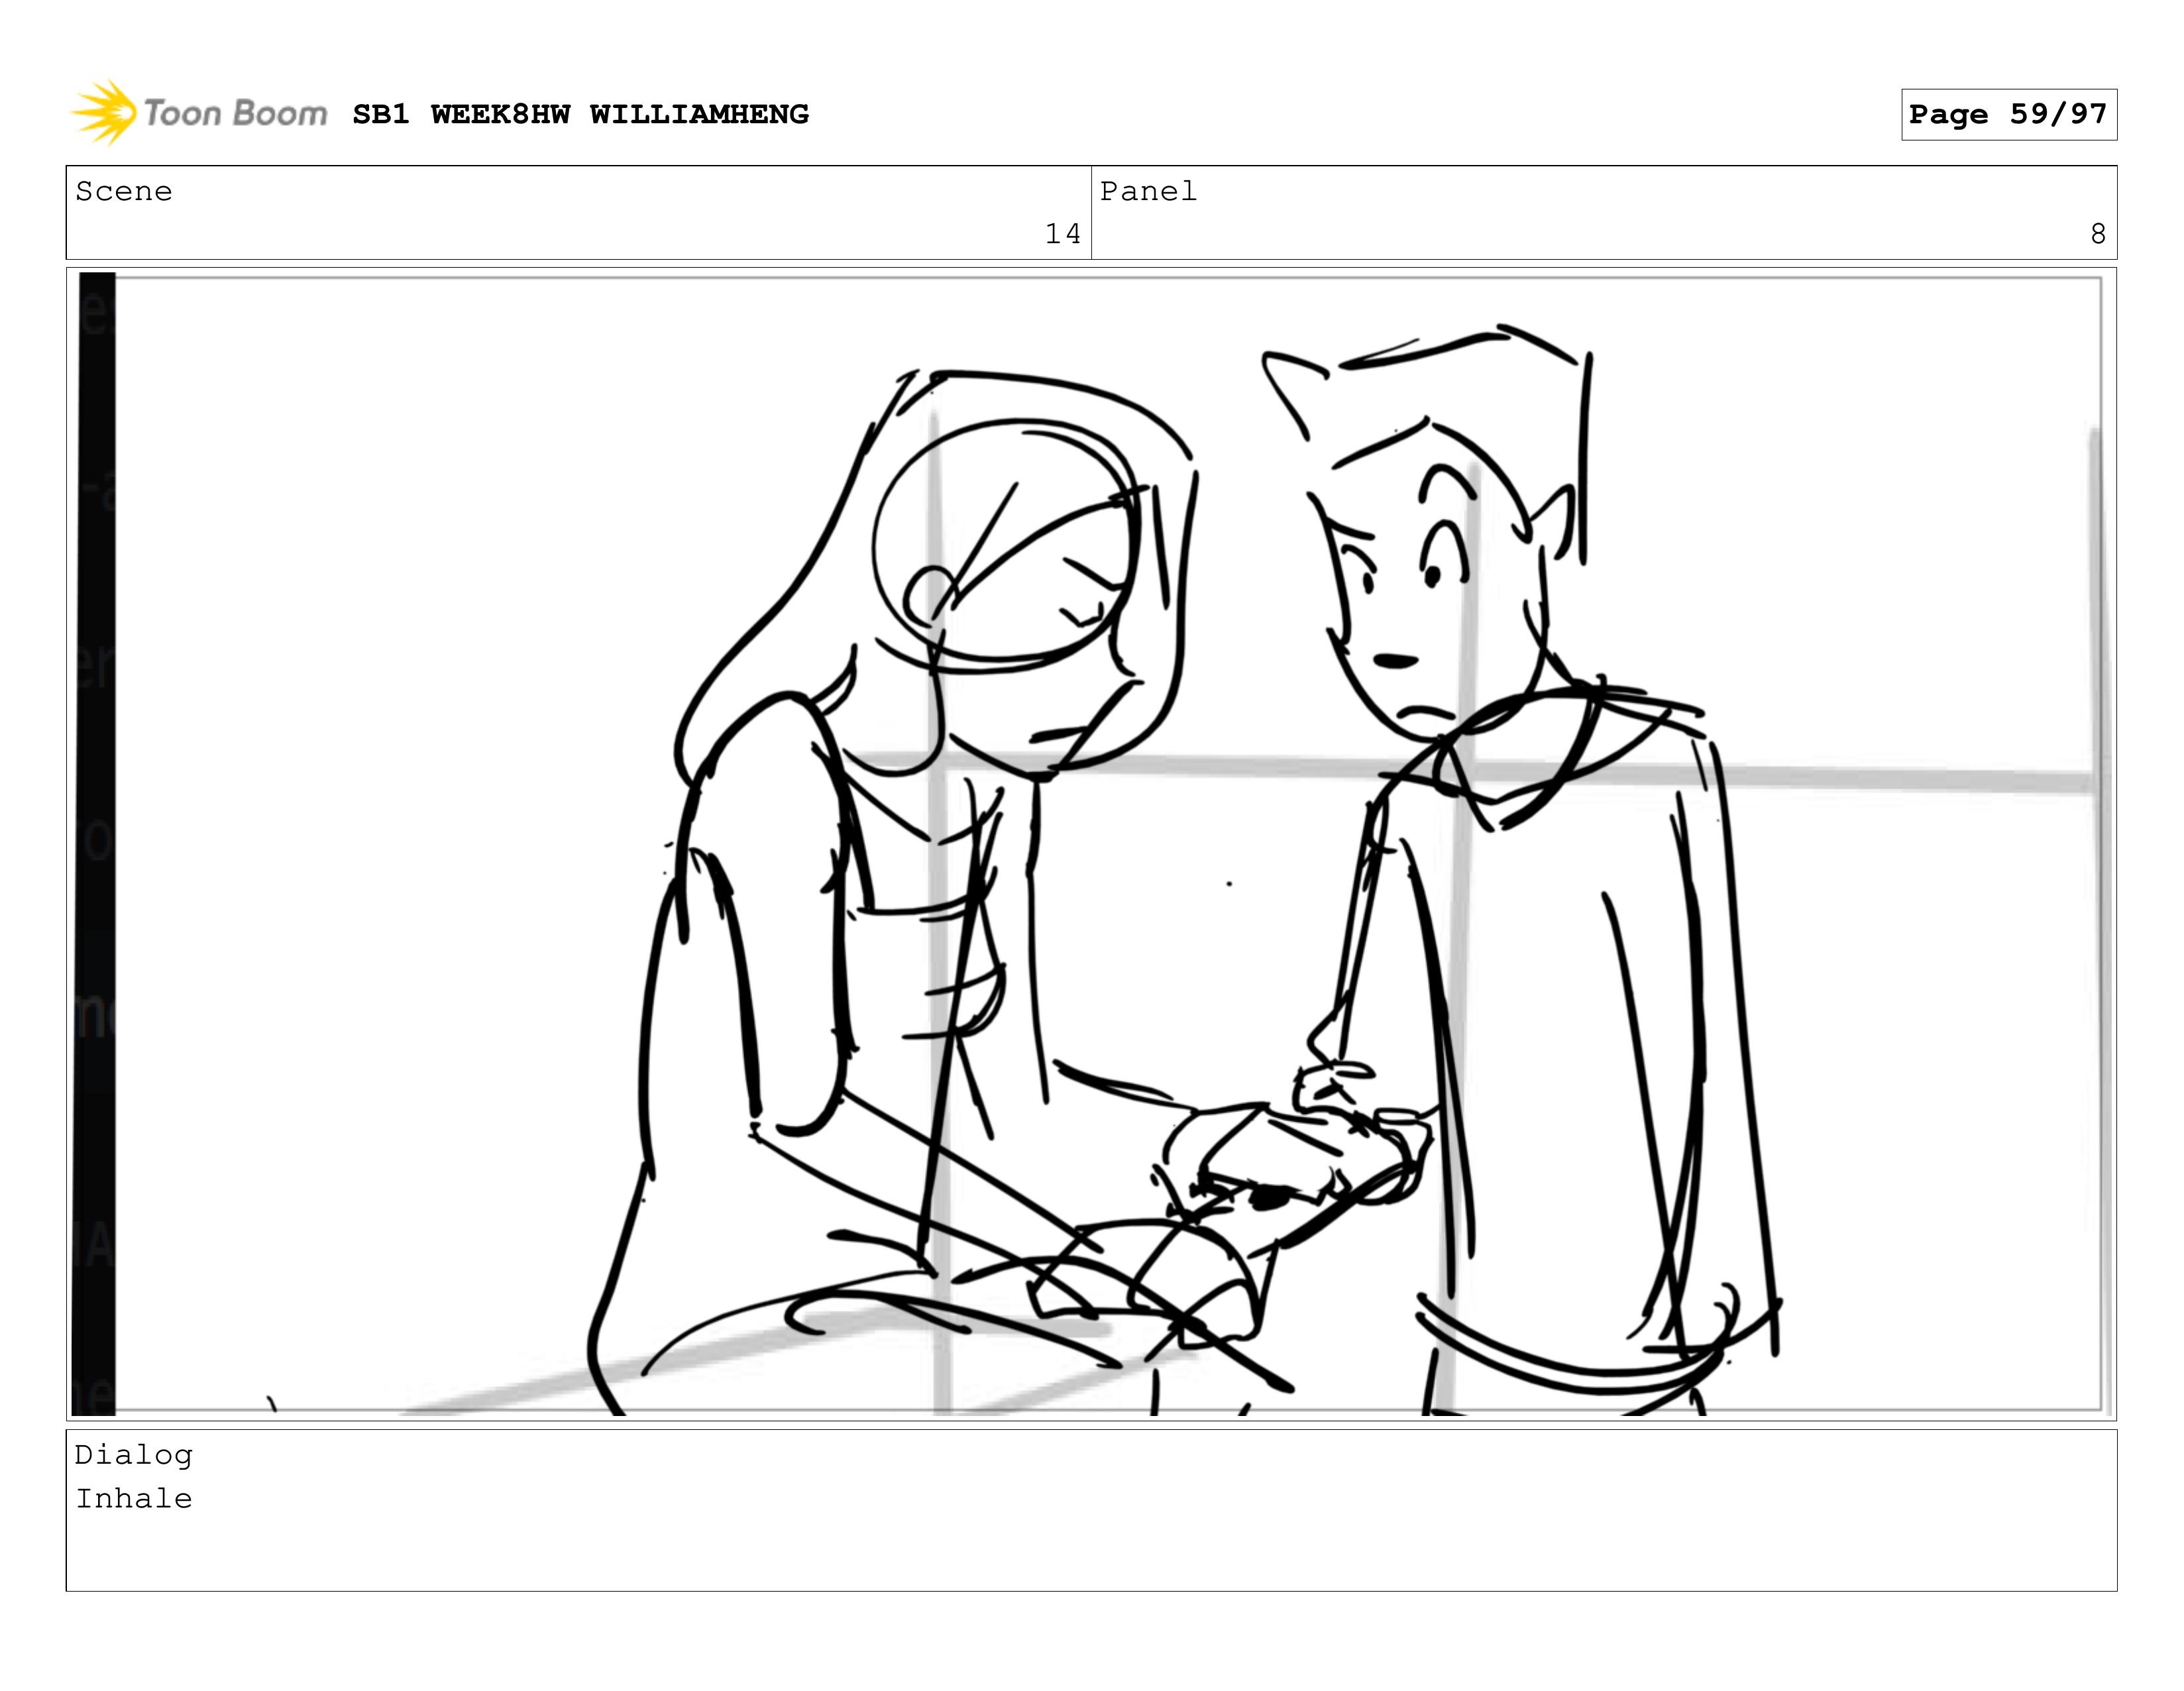 Toon Boom SB1 WEEK8HW WILLIAMHENG
Page 59/97
Scene
14
Panel
8
Dialog
Inhale